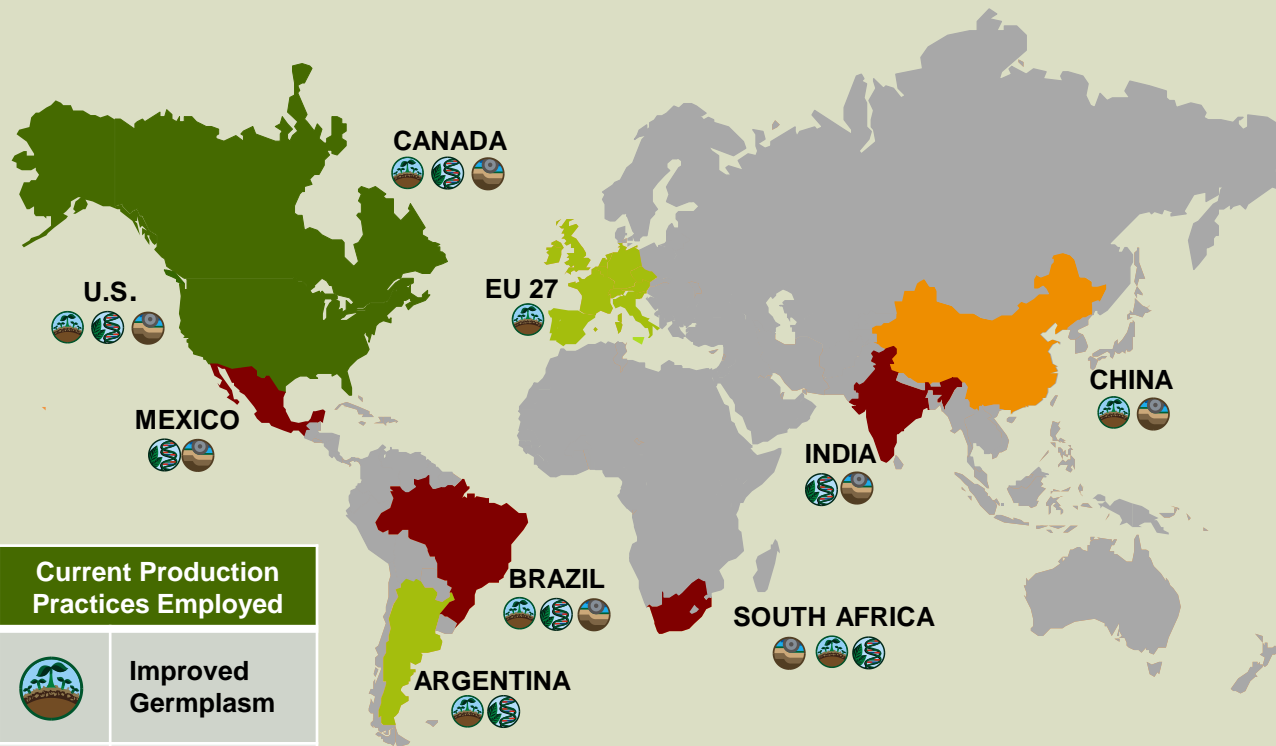 CANADA
U.S.
EU 27
MEXICO
CHINA
INDIA
BRAZIL
SOUTH AFRICA
ARGENTINA
Current Production
Practices Employed
Improved
Germplasm